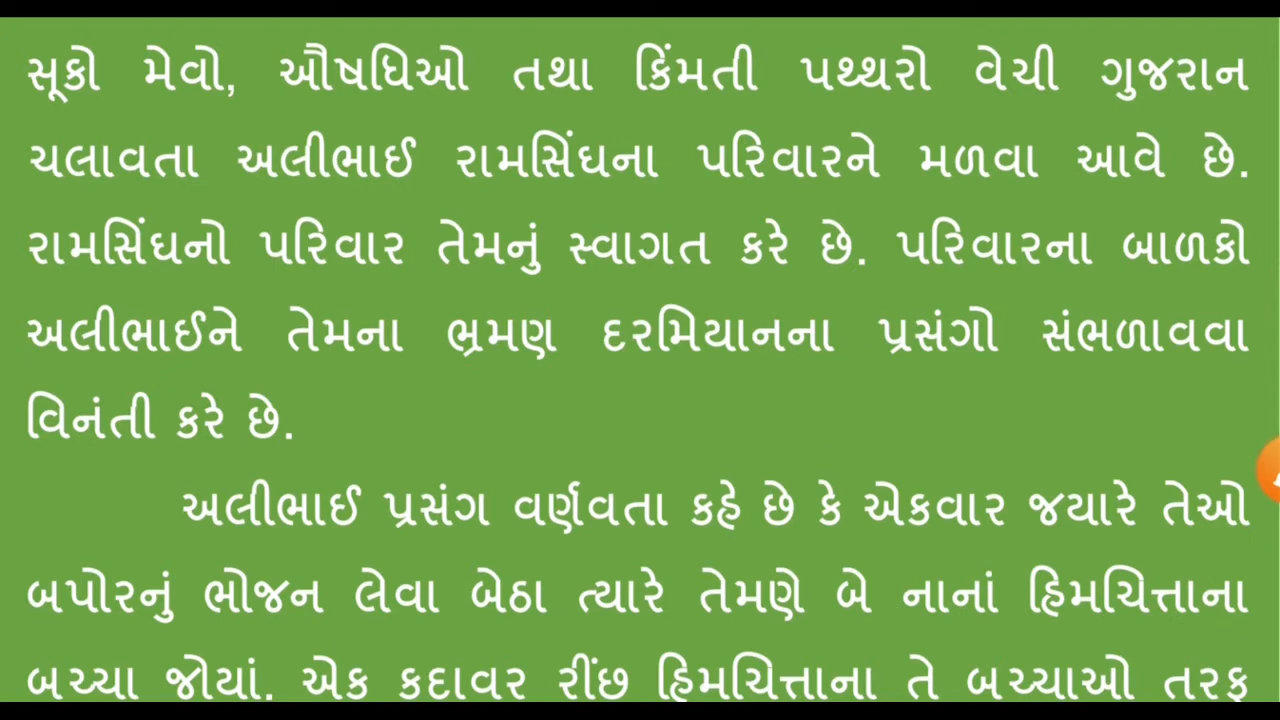 સૂકો મેવો, ઔષધિઓ તથા કિંમતી પથ્થરો વેચી ગુજરાન
ચલાવતા અલીભાઈ રામસિંઘના પરિવારને મળવા આવે છે.
રામસિંઘનો પરિવાર તેમનું સ્વાગત કરે છે. પરિવારના બાળકો
અલીભાઈને તેમના ભ્રમણ દરમિયાનના પ્રસંગો સંભળાવવા
વિનંતી કરે છે.
અલીભાઈ પ્રસંગ વર્ણવતા કહે છે કે એકવાર જયારે તેઓ
બપોરનું ભોજન લેવા બેઠા ત્યારે તેમણે બે નાનાં હિમચિત્તાના
બચ્ચા જોયાં. એક કદાવર રીંછ હિમચિત્તાના તે બચ્ચાઓ તરફ